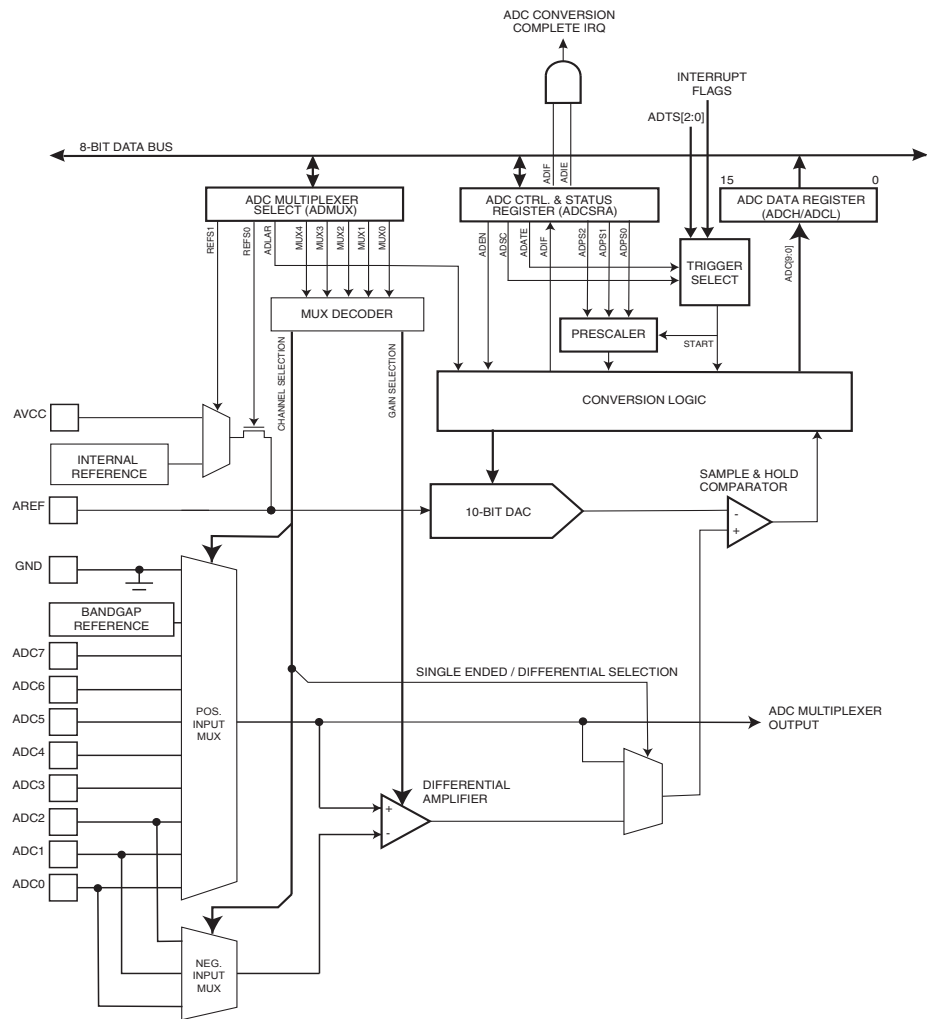 ADC CONVERSION
COMPLETE IRQ
INTERRUPT
FLAGS
ADTS[2:0]
8-BIT DATA BUS
ADIF
ADIE
15
0
ADC MULTIPLEXER
SELECT (ADMUX)
ADC CTRL. & STATUS
REGISTER (ADCSRA)
ADC DATA REGISTER
(ADCH/ADCL)
REFS1
REFS0
ADLAR
MUX4
MUX3
MUX2
MUX1
MUX0
ADEN
ADSC
ADATE
ADIF
ADPS2
ADPS1
ADPS0
ADC[9:0]
TRIGGER
SELECT
MUX DECODER
PRESCALER
START
CHANNEL SELECTION
GAIN SELECTION
CONVERSION LOGIC
AVCC
INTERNAL
REFERENCE
SAMPLE & HOLD
COMPARATOR
AREF
10-BIT DAC
-
+
GND
BANDGAP
REFERENCE
ADC7
ADC6
ADC5
ADC4
ADC3
ADC2
ADC1
ADC0
POS.
INPUT
MUX
SINGLE ENDED / DIFFERENTIAL SELECTION
ADC MULTIPLEXER
OUTPUT
DIFFERENTIAL
AMPLIFIER
+
-
NEG.
INPUT
MUX